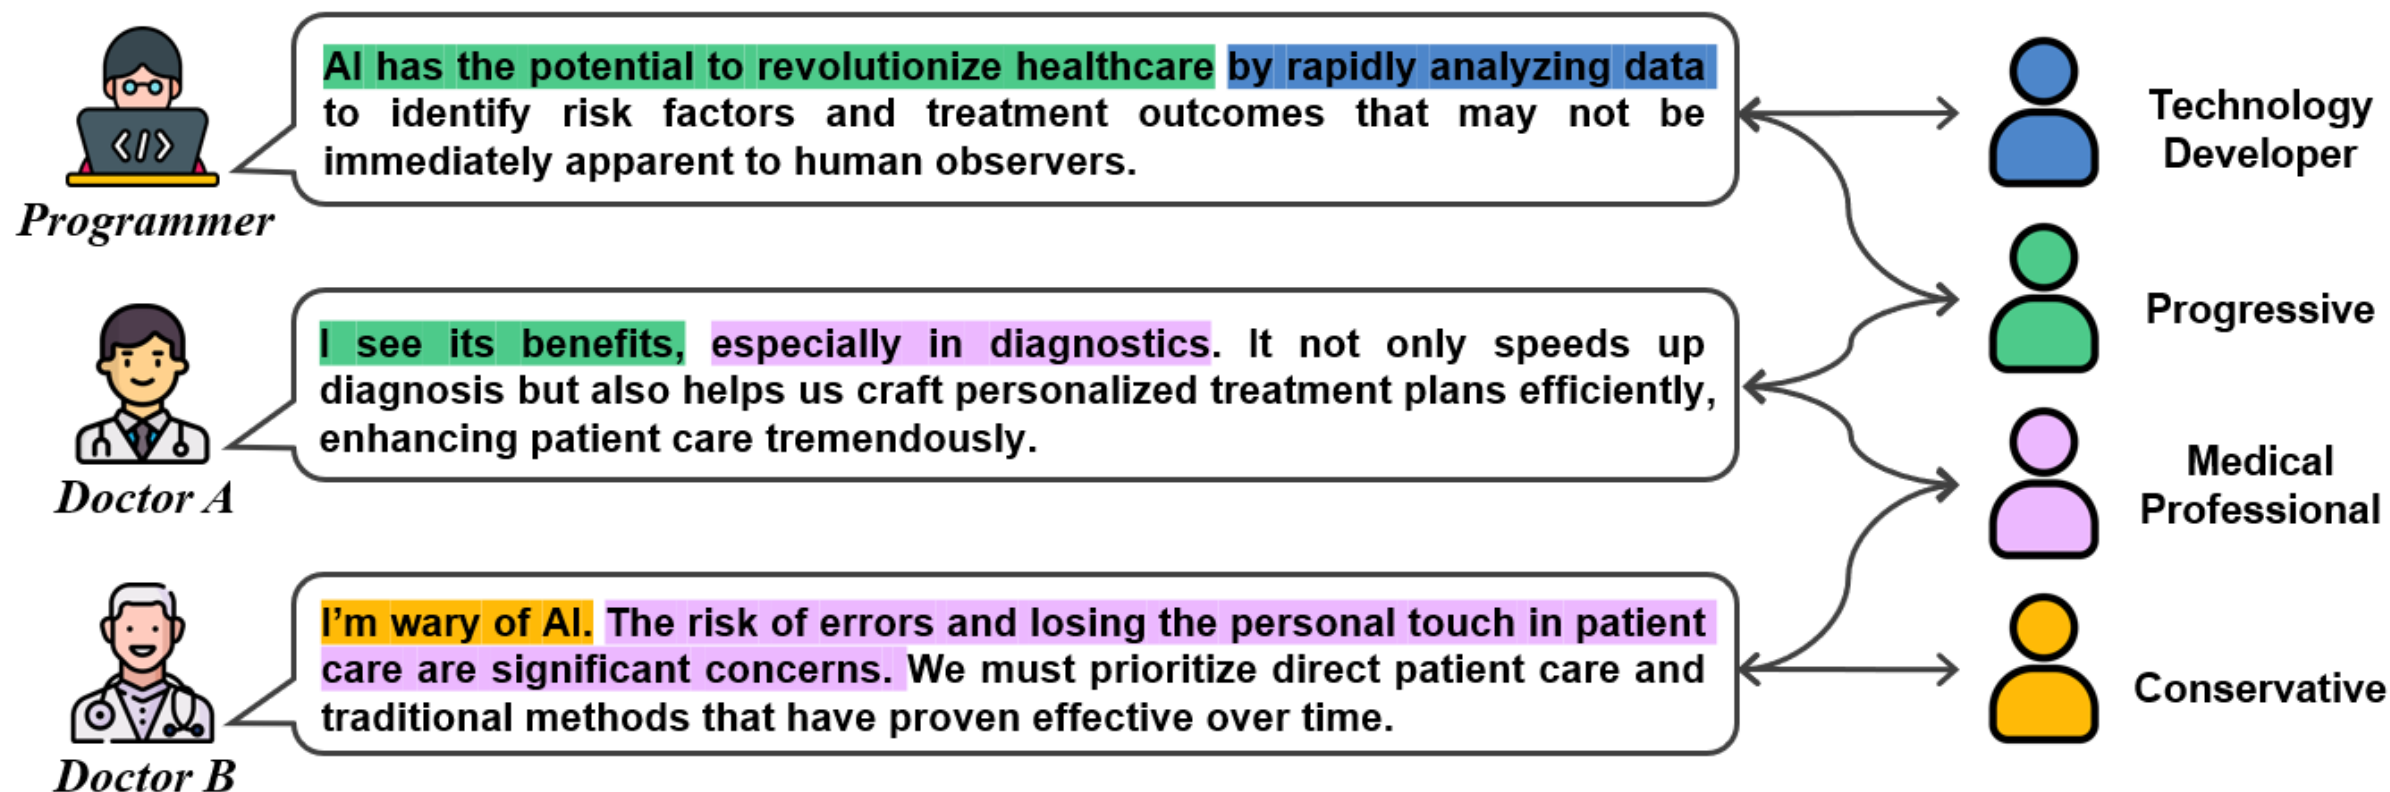 AI has the potential to revolutionize healthcare by rapidly analyzing data
to identify risk factors and treatment outcomes that may not be
immediately apparent to human observers.
</>
Programmer
Technology
Developer
Progressive
I see its benefits, especially in diagnostics. It not only speeds up
diagnosis but also helps us craft personalized treatment plans efficiently,
enhancing patient care tremendously.
Doctor A
Medical
Professional
I'm wary of AI. The risk of errors and losing the personal touch in patient
care are significant concerns. We must prioritize direct patient care and
traditional methods that have proven effective over time.
Doctor B
Conservative